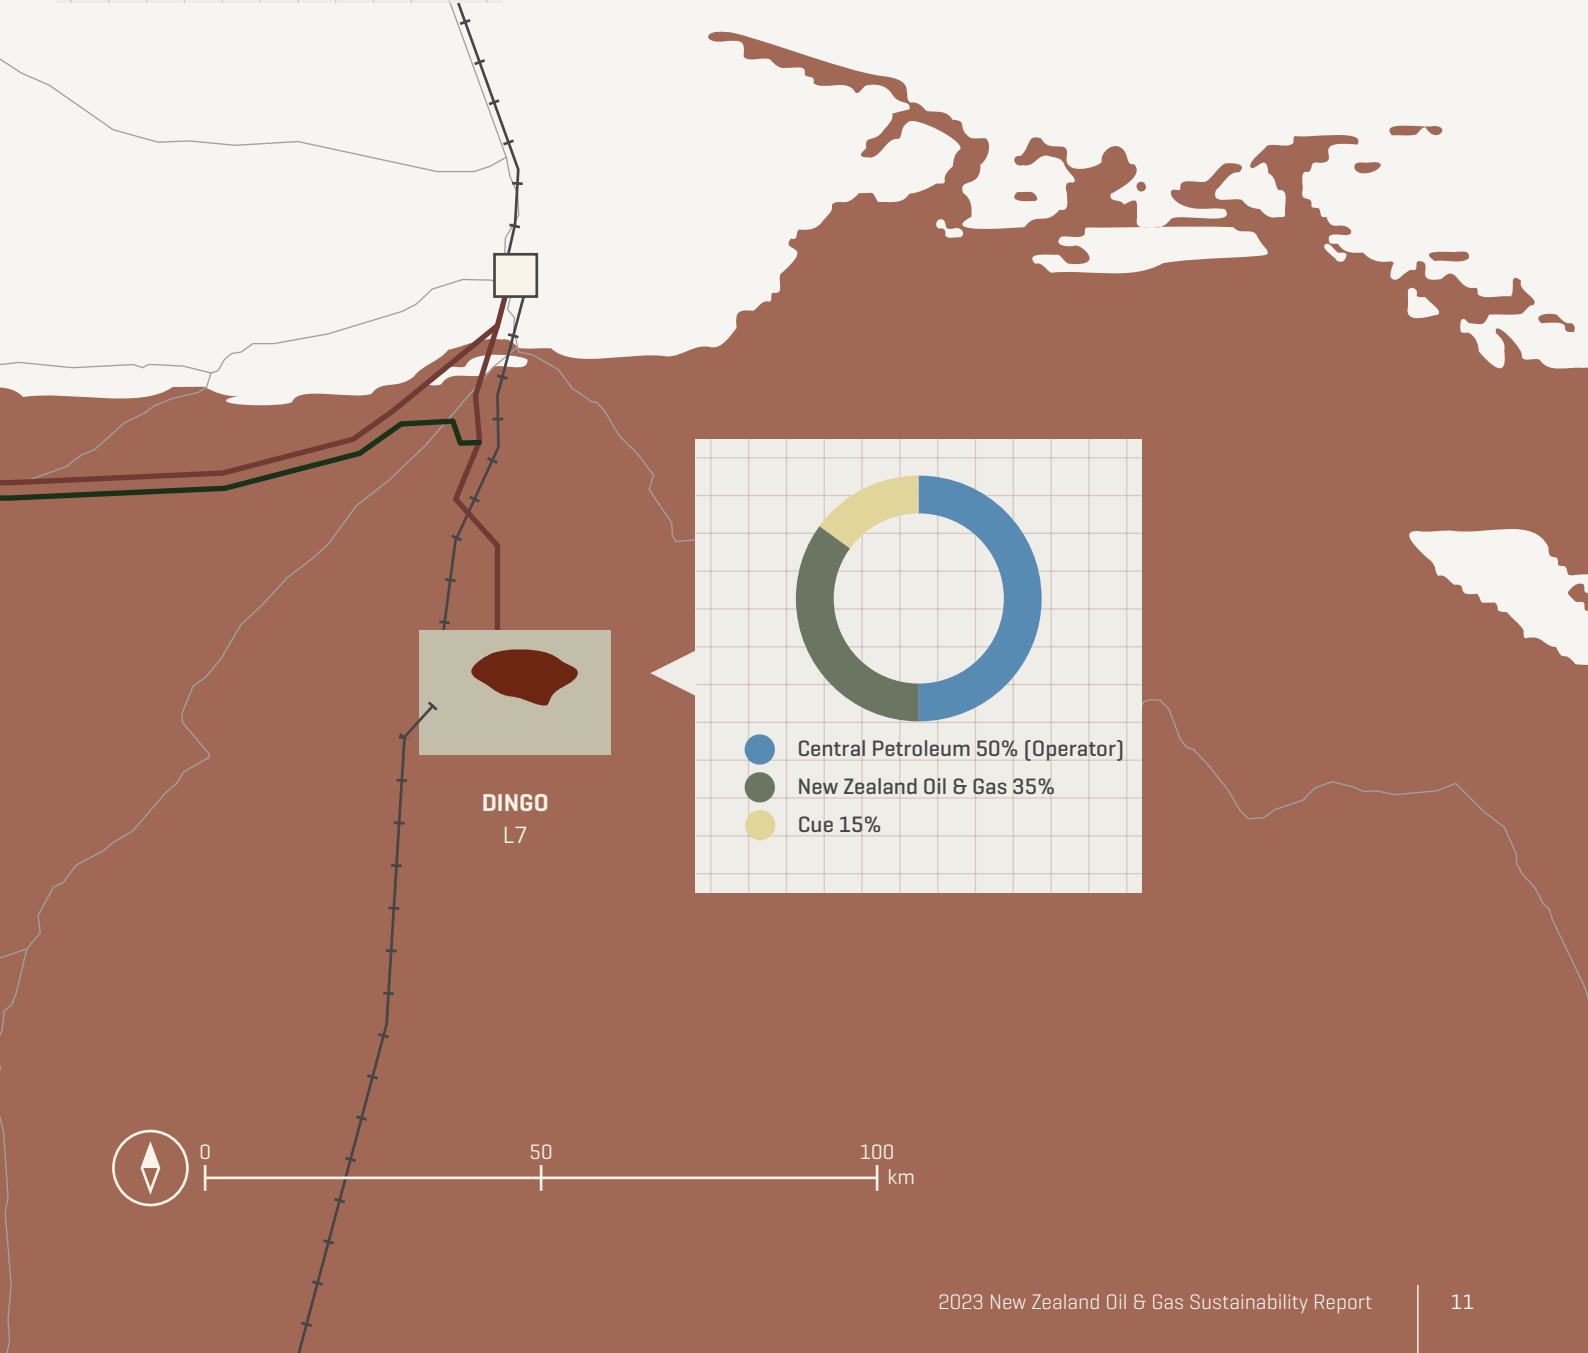 Central Petroleum 50% (Operator)
New Zealand Oil & Gas 35%
Cue 15%
DINGO
L7
0 50 100
km
2023 New Zealand Oil & Gas Sustainability Report 11